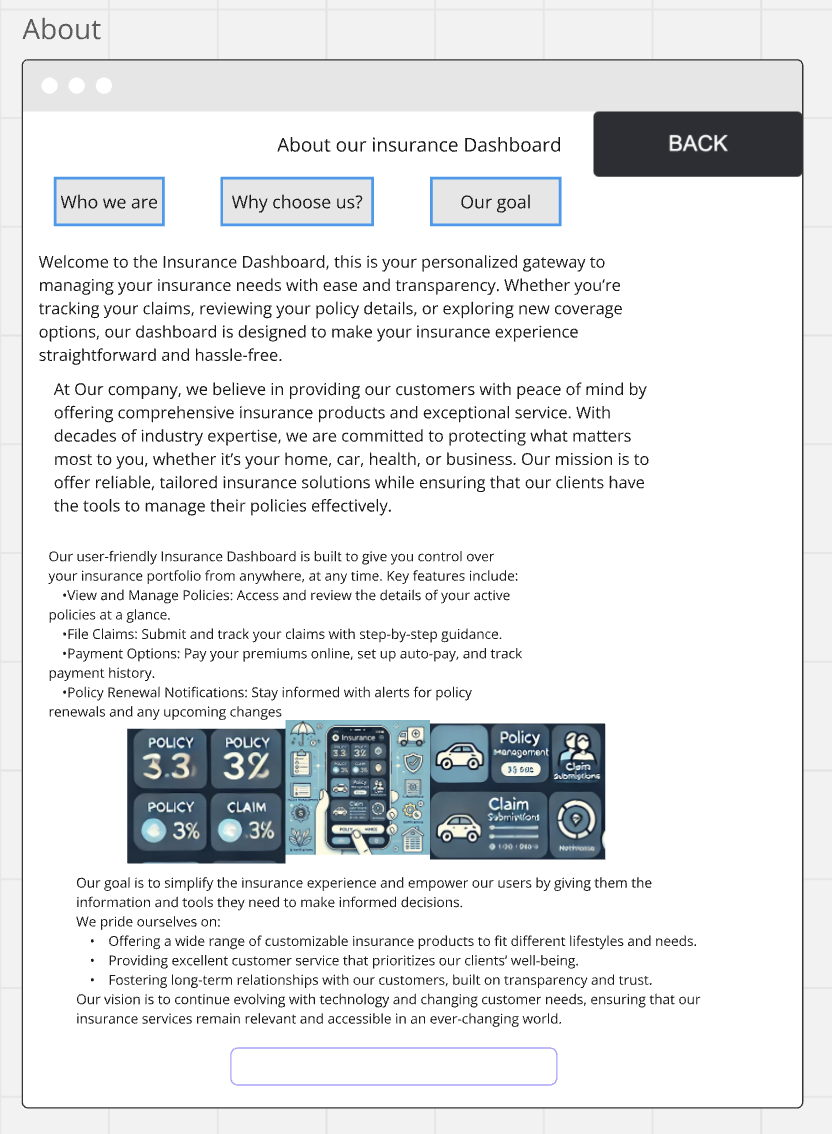 About
About our insurance Dashboard
BACK
Who we are
Why choose us?
Our goal
Welcome to the Insurance Dashboard, this is your personalized gateway to
managing your insurance needs with ease and transparency. Whether you're
tracking your claims, reviewing your policy details, or exploring new coverage
options, our dashboard is designed to make your insurance experience
straightforward and hassle-free.
At Our company, we believe in providing our customers with peace of mind by
offering comprehensive insurance products and exceptional service. With
decades of industry expertise, we are committed to protecting what matters
most to you, whether it's your home, car, health, or business. Our mission is to
offer reliable, tailored insurance solutions while ensuring that our clients have
the tools to manage their policies effectively.
Our user-friendly Insurance Dashboard is built to give you control over
your insurance portfolio from anywhere, at any time. Key features include:
•View and Manage Policies: Access and review the details of your active
policies at a glance.
•File Claims: Submit and track your claims with step-by-step guidance.
•Payment Options: Pay your premiums online, set up auto-pay, and track
payment history.
•Policy Renewal Notifications: Stay informed with alerts for policy
renewals and any upcoming changes
POLICY
3.3
POLICY
3%
POLICY
3%
CLAIM
3%
Insurance
Policy
Management
Claim
Claim
Our goal is to simplify the insurance experience and empower our users by giving them the
information and tools they need to make informed decisions.
We pride ourselves on:
• Offering a wide range of customizable insurance products to fit different lifestyles and needs.
• Providing excellent customer service that prioritizes our clients' well-being.
• Fostering long-term relationships with our customers, built on transparency and trust.
Our vision is to continue evolving with technology and changing customer needs, ensuring that our
insurance services remain relevant and accessible in an ever-changing world.